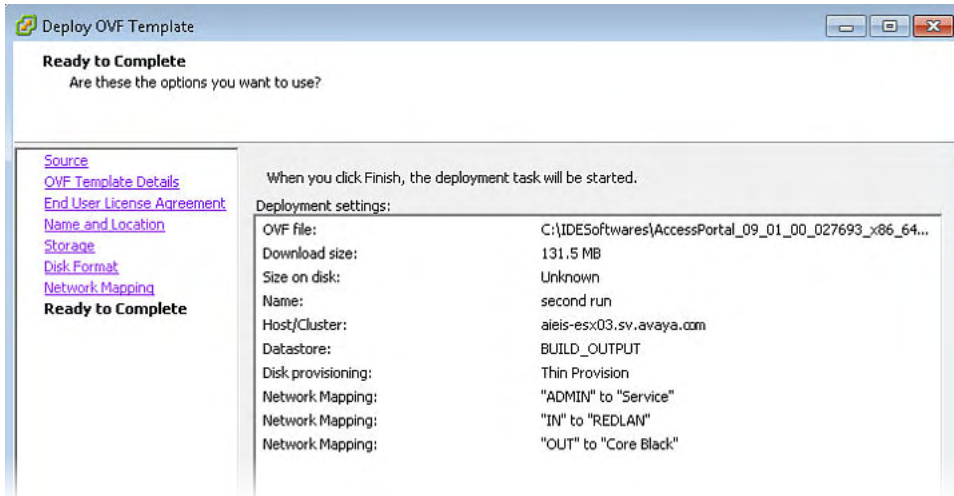 Deploy OVF Template
Ready to Complete
Are these the options you want to use?
Source
OVF Template Details
End User License Agreement
Name and Location
Storage
Disk Format
Network Mapping
Ready to Complete
When you click Finish, the deployment task will be started.
Deployment settings:
OVF file: C:\IDESoftwares\AccessPortal_09_01_00_027693_x86_64...
Download size: 131.5 MB
Size on disk: Unknown
Name: second run
Host/Cluster: aieis-esx03.sv.avaya.com
Datastore: BUILD_OUTPUT
Disk provisioning: Thin Provision
Network Mapping: "ADMIN" to "Service"
Network Mapping: "IN" to "REDLAN"
Network Mapping: "OUT" to "Core Black"